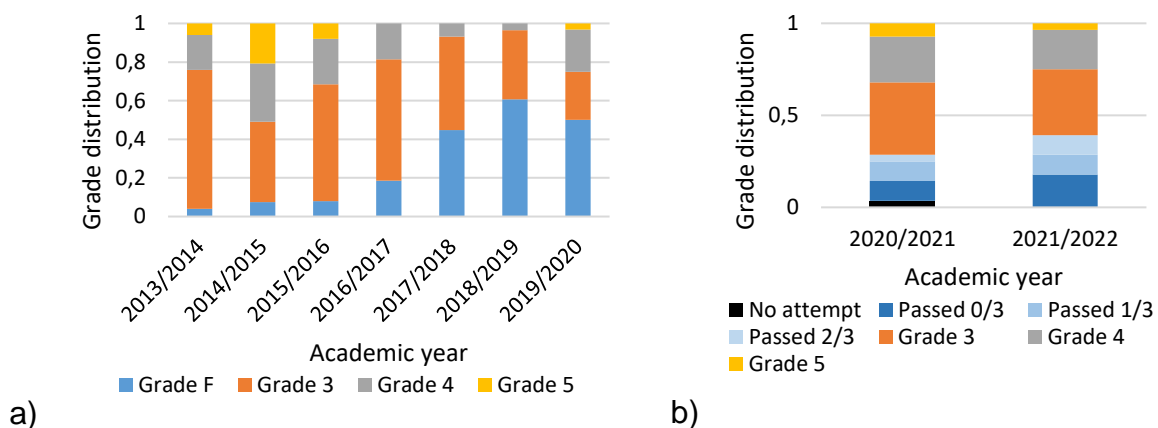 1
0,8
0,6
0,4
0,2
0
Grade distribution
2013/2014
2014/2015
2015/2016
2016/2017
2017/2018
2018/2019
2019/2020
Academic year
Grade F Grade 3 Grade 4 Grade 5
a)
1
0,5
0
Grade distribution
2020/2021 2021/2022
Academic year
No attempt Passed 0/3 Passed 1/3
Passed 2/3 Grade 3 Grade 4
Grade 5
b)